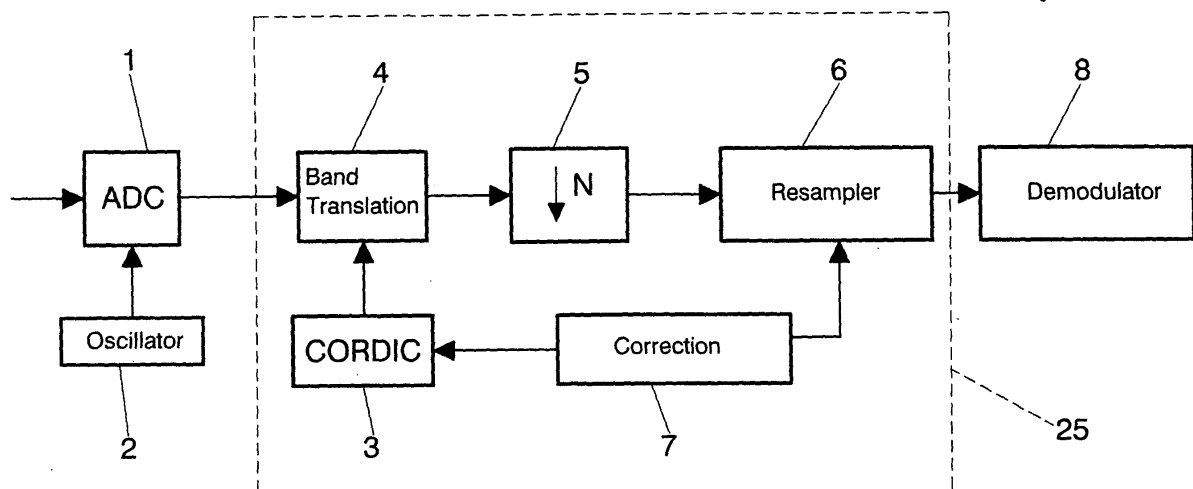 1
4
5
6
8
ADC
Band
Translation
↓ N
Resampler
Demodulator
Oscillator
CORDIC
Correction
2
3
7
25